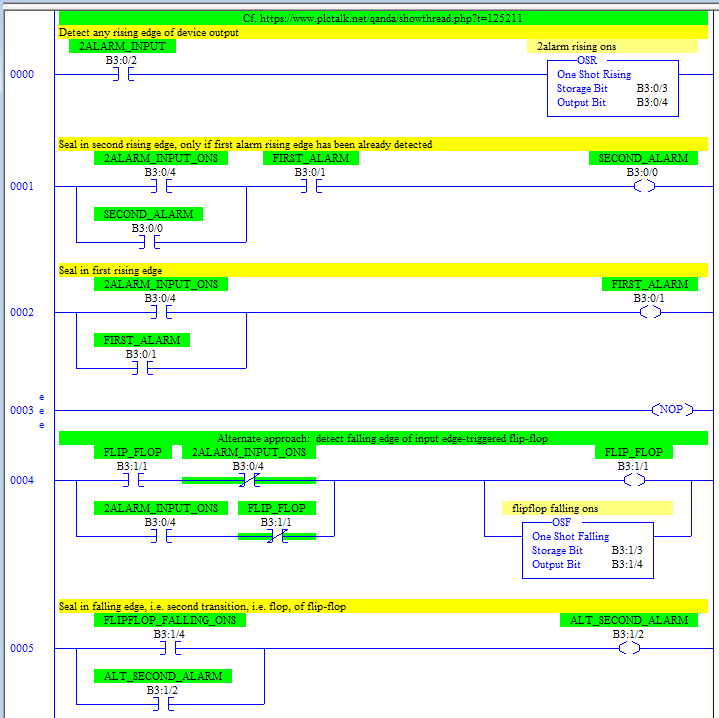 Cf. https://www.plctalk.net/qanda/showthread.php?t=125211
Detect any rising edge of device output
2ALARM_INPUT
B3:0/2
2alarm rising ons
OSR
0000
One Shot Rising
Storage Bit B3:0/3
Output Bit B3:0/4
Seal in second rising edge, only if first alarm rising edge has been already detected
2ALARM_INPUT_ONS FIRST_ALARM SECOND_ALARM
B3:0/4 B3:0/1 B3:0/0
0001
SECOND_ALARM
B3:0/0
Seal in first rising edge
2ALARM_INPUT_ONS FIRST_ALARM
B3:0/4 B3:0/1
0002
FIRST_ALARM
B3:0/1
e
0003 e NOP
e
Alternate approach: detect falling edge of input edge-triggered flip-flop
FLIP_FLOP 2ALARM_INPUT_ONS FLIP_FLOP
B3:1/1 B3:0/4 B3:1/1
0004
2ALARM_INPUT_ONS FLIP_FLOP flipflop falling ons
B3:0/4 B3:1/1 OSF
One Shot Falling
Storage Bit B3:1/3
Output Bit B3:1/4
Seal in falling edge, i.e. second transition, i.e. flop, of flip-flop
FLIPFLOP_FALLING_ONS ALT_SECOND_ALARM
B3:1/4 B3:1/2
0005
ALT_SECOND_ALARM
B3:1/2